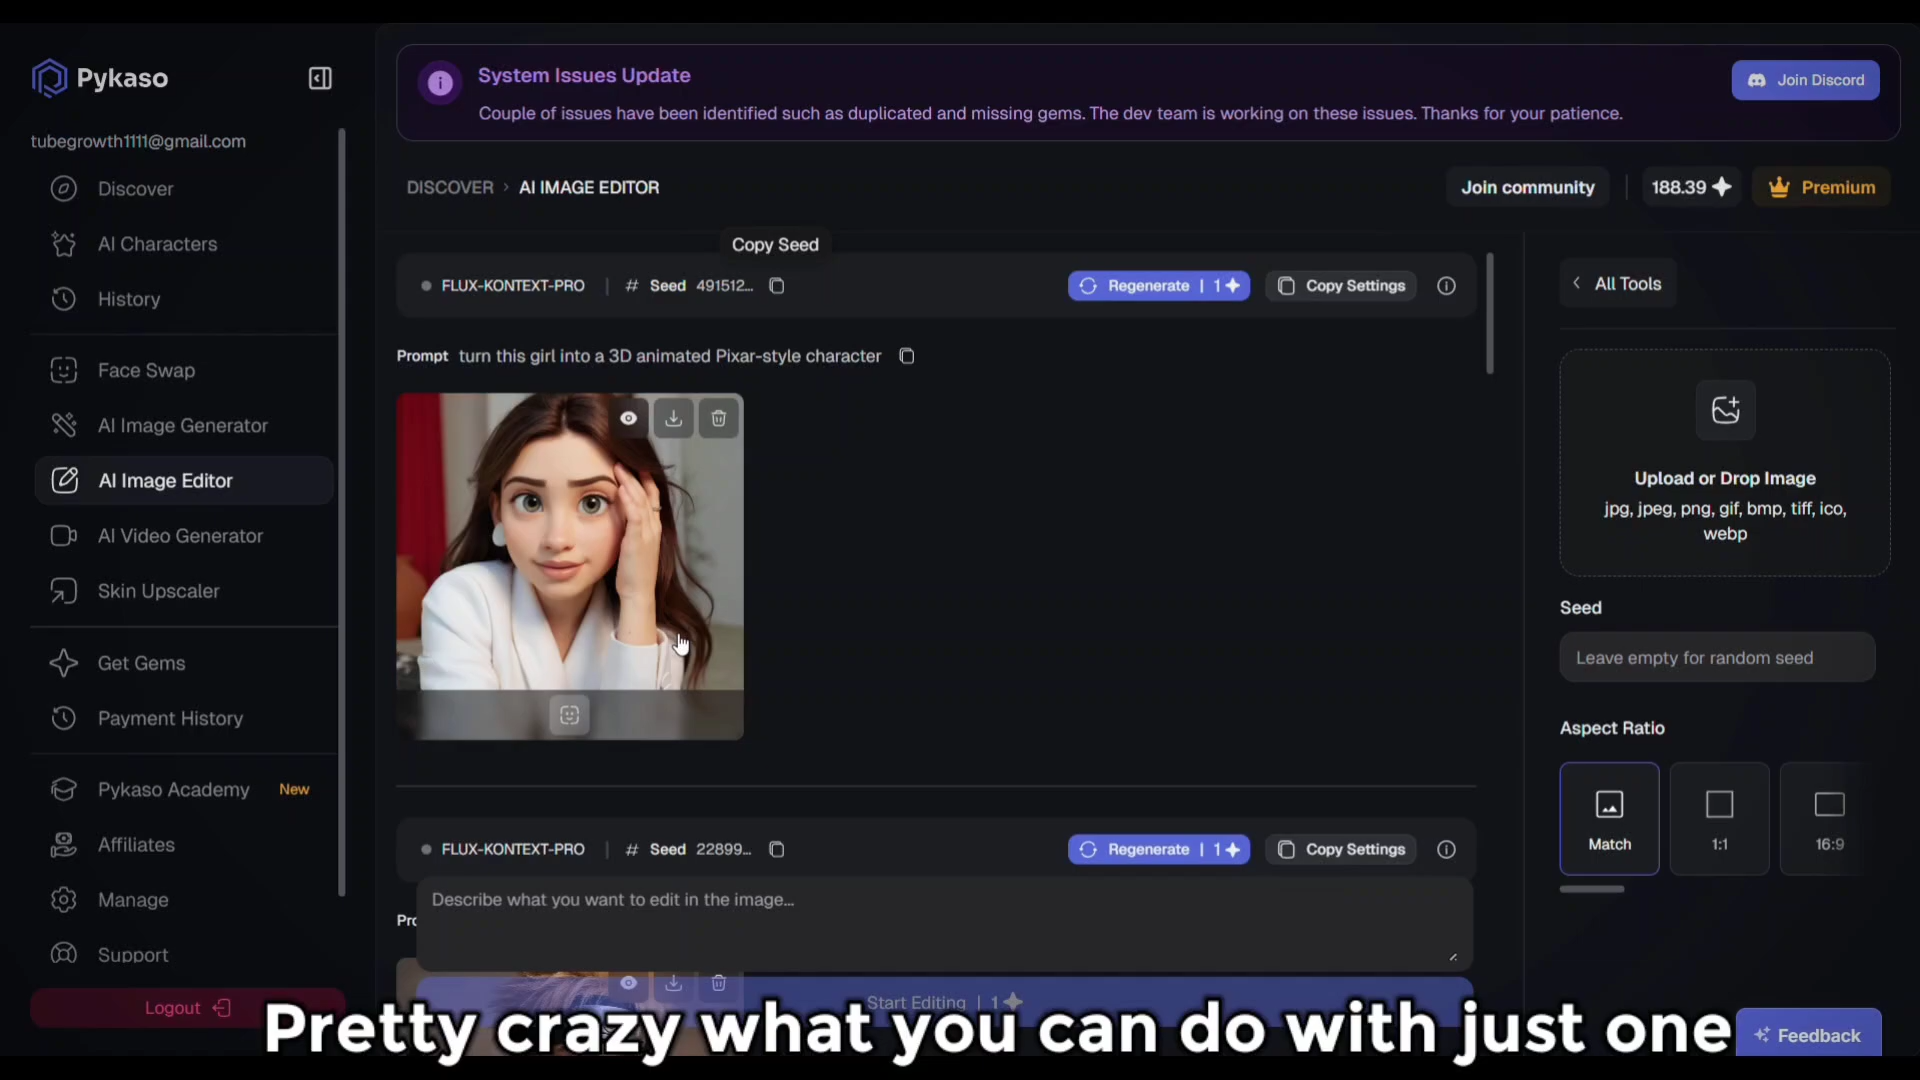 Pykaso
tubegrowth1111@gmail.com
Discover
AI Characters
History
Face Swap
AI Image Generator
AI Image Editor
AI Video Generator
Skin Upscaler
Get Gems
Payment History
Pykaso Academy New
Affiliates
Manage
Support
Logout
System Issues Update
Couple of issues have been identified such as duplicated and missing gems. The dev team is working on these issues. Thanks for your patience.
Join Discord
DISCOVER > AI IMAGE EDITOR
Join community
188.39
Premium
Copy Seed
FLUX-KONTEXT-PRO | # Seed 491512...
Regenerate | 1
Copy Settings
Prompt turn this girl into a 3D animated Pixar-style character
FLUX-KONTEXT-PRO | # Seed 22899...
Regenerate | 1
Copy Settings
Describe what you want to edit in the image...
Start Editing | 1
All Tools
Upload or Drop Image
jpg, jpeg, png, gif, bmp, tiff, ico,
webp
Seed
Leave empty for random seed
Aspect Ratio
Match
1:1
16:9
Pretty crazy what you can do with just one
Feedback